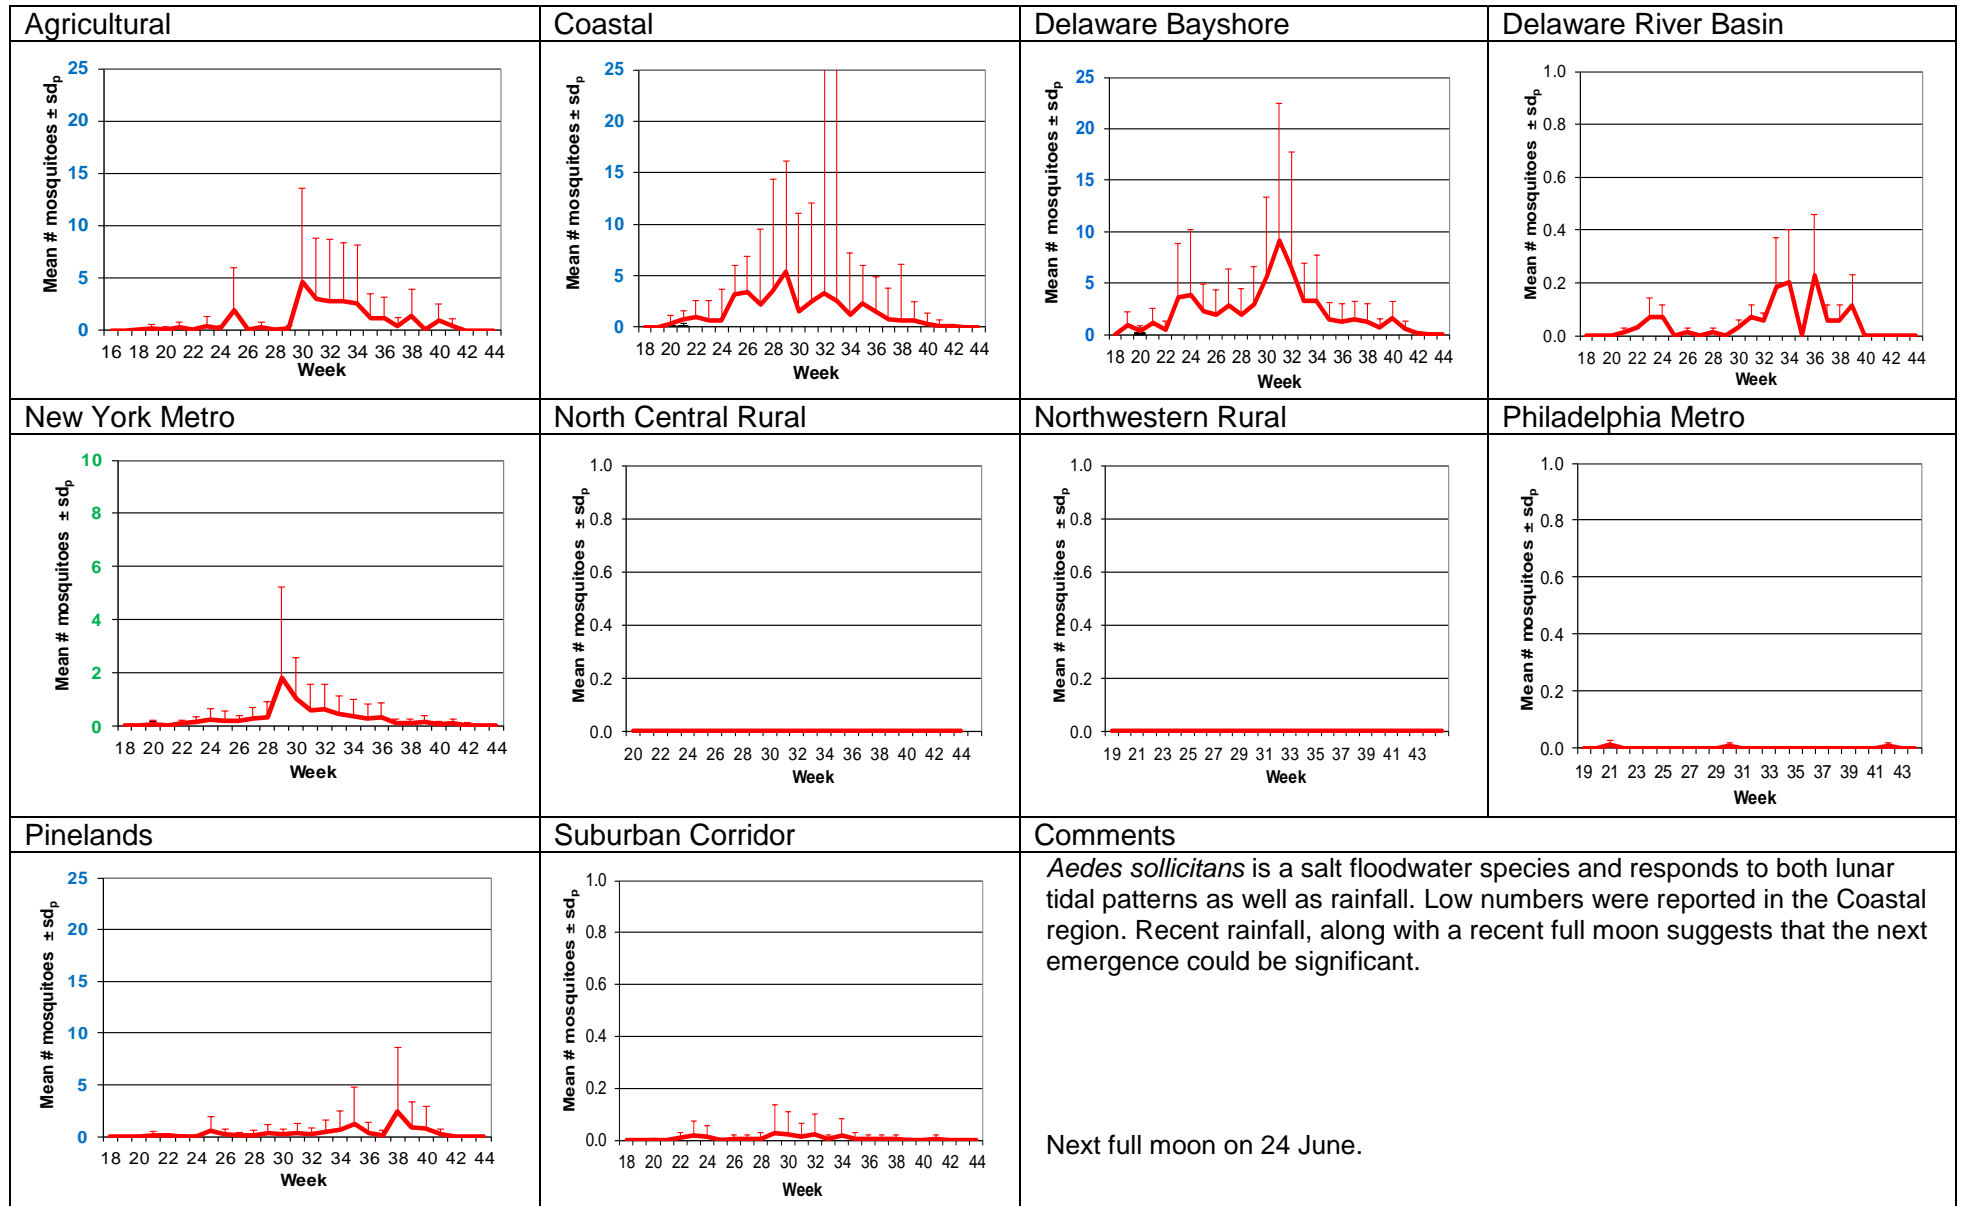 Agricultural
Coastal
Delaware Bayshore
Delaware River Basin
Mean # mosquitoes ± sdp
25
20
15
10
5
0
16 18 20 22 24 26 28 30 32 34 36 38 40 42 44
Week
Mean # mosquitoes ± sdp
25
20
15
10
5
0
18 20 22 24 26 28 30 32 34 36 38 40 42 44
Week
Mean # mosquitoes ± sdp
25
20
15
10
5
0
18 20 22 24 26 28 30 32 34 36 38 40 42 44
Week
Mean # mosquitoes ± sdp
1.0
0.8
0.6
0.4
0.2
0.0
18 20 22 24 26 28 30 32 34 36 38 40 42 44
Week
New York Metro
North Central Rural
Northwestern Rural
Philadelphia Metro
Mean # mosquitoes ± sdp
10
8
6
4
2
0
18 20 22 24 26 28 30 32 34 36 38 40 42 44
Week
Mean # mosquitoes ± sdp
1.0
0.8
0.6
0.4
0.2
0.0
20 22 24 26 28 30 32 34 36 38 40 42 44
Week
Mean # mosquitoes ± sdp
1.0
0.8
0.6
0.4
0.2
0.0
19 21 23 25 27 29 31 33 35 37 39 41 43
Week
Mean # mosquitoes ± sdp
1.0
0.8
0.6
0.4
0.2
0.0
19 21 23 25 27 29 31 33 35 37 39 41 43
Week
Pinelands
Suburban Corridor
Comments
Mean # mosquitoes ± sdp
25
20
15
10
5
0
18 20 22 24 26 28 30 32 34 36 38 40 42 44
Week
Mean # mosquitoes ± sdp
1.0
0.8
0.6
0.4
0.2
0.0
18 20 22 24 26 28 30 32 34 36 38 40 42 44
Week
Aedes sollicitans is a salt floodwater species and responds to both lunar
tidal patterns as well as rainfall. Low numbers were reported in the Coastal
region. Recent rainfall, along with a recent full moon suggests that the next
emergence could be significant.
Next full moon on 24 June.